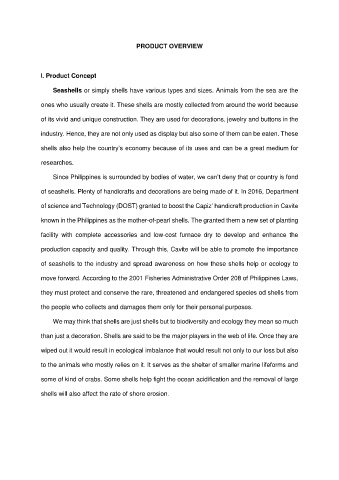 PRODUCT OVERVIEW
I. Product Concept
Seashells or simply shells have various types and sizes. Animals from the sea are the
ones who usually create it. These shells are mostly collected from around the world because
of its vivid and unique construction. They are used for decorations, jewelry and buttons in the
industry. Hence, they are not only used as display but also some of them can be eaten. These
shells also help the country's economy because of its uses and can be a great medium for
researches.
Since Philippines is surrounded by bodies of water, we can't deny that or country is fond
of seashells. Plenty of handicrafts and decorations are being made of it. In 2016, Department
of science and Technology (DOST) granted to boost the Capiz' handicraft production in Cavite
known in the Philippines as the mother-of-pearl shells. The granted them a new set of planting
facility with complete accessories and low-cost furnace dry to develop and enhance the
production capacity and quality. Through this, Cavite will be able to promote the importance
of seashells to the industry and spread awareness on how these shells help or ecology to
move forward. According to the 2001 Fisheries Administrative Order 208 of Philippines Laws,
they must protect and conserve the rare, threatened and endangered species od shells from
the people who collects and damages them only for their personal purposes.
We may think that shells are just shells but to biodiversity and ecology they mean so much
than just a decoration. Shells are said to be the major players in the web of life. Once they are
wiped out it would result in ecological imbalance that would result not only to our loss but also
to the animals who mostly relies on it. It serves as the shelter of smaller marine lifeforms and
some of kind of crabs. Some shells help fight the ocean acidification and the removal of large
shells will also affect the rate of shore erosion.